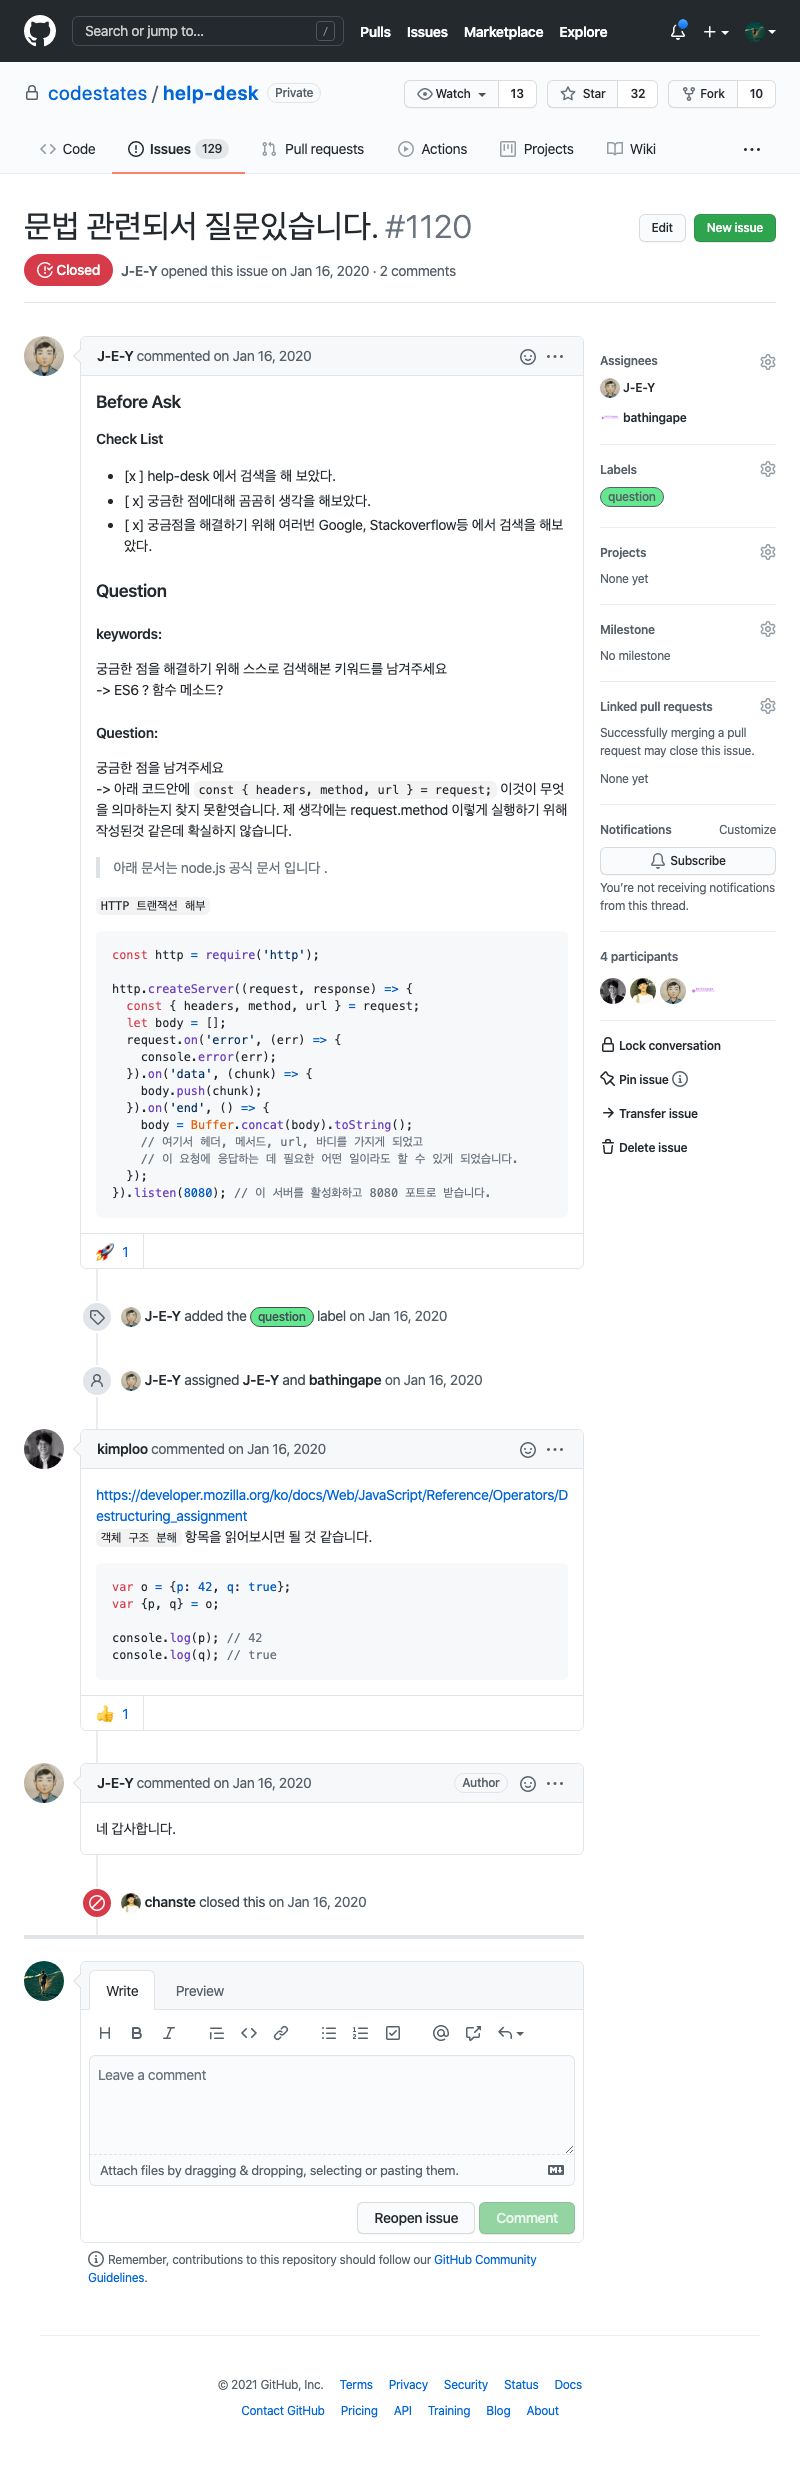 Search or jump to... /
Pulls Issues Marketplace Explore
codestates / help-desk Private
Watch 13 Star 32 Fork 10
Code Issues 129 Pull requests Actions Projects Wiki
문법 관련되서 질문있습니다. #1120
Edit New issue
Closed J-E-Y opened this issue on Jan 16, 2020 · 2 comments
J-E-Y commented on Jan 16, 2020
Before Ask
Check List
[x ] help-desk 에서 검색을 해 보았다.
[ x] 궁금한 점에대해 곰곰히 생각을 해보았다.
[ x] 궁금점을 해결하기 위해 여러번 Google, Stackoverflow등 에서 검색을 해보
았다.
Question
keywords:
궁금한 점을 해결하기 위해 스스로 검색해본 키워드를 남겨주세요
-> ES6 ? 함수 메소드?
Question:
궁금한 점을 남겨주세요
-> 아래 코드안에 const { headers, method, url } = request; 이것이 무엇
을 의마하는지 찾지 못핟엿습니다. 제 생각에는 request.method 이렇게 실행하기 위해
작성된것 같은데 확실하지 않습니다.
아래 문서는 node.js 공식 문서 입니다 .
HTTP 트랜잭션 해부
const http = require('http');
http.createServer((request, response) => {
const { headers, method, url } = request;
let body = [];
request.on('error', (err) => {
console.error(err);
}).on('data', (chunk) => {
body.push(chunk);
}).on('end', () => {
body = Buffer.concat(body).toString();
// 여기서 헤더, 메서드, url, 바디를 가지게 되었고
// 이 요청에 응답하는 데 필요한 어떤 일이라도 할 수 있게 되었습니다.
});
}).listen(8080); // 이 서버를 활성화하고 8080 포트로 받습니다.
1
J-E-Y added the question label on Jan 16, 2020
J-E-Y assigned J-E-Y and bathingape on Jan 16, 2020
kimploo commented on Jan 16, 2020
https://developer.mozilla.org/ko/docs/Web/JavaScript/Reference/Operators/D
estructuring_assignment
객체 구조 분해 항목을 읽어보시면 될 것 같습니다.
var o = {p: 42, q: true};
var {p, q} = o;
console.log(p); // 42
console.log(q); // true
1
J-E-Y commented on Jan 16, 2020 Author
네 갑사합니다.
chanste closed this on Jan 16, 2020
Write Preview
Leave a comment
Attach files by dragging & dropping, selecting or pasting them.
Reopen issue Comment
Remember, contributions to this repository should follow our GitHub Community
Guidelines.
Assignees
J-E-Y
bathingape
Labels
question
Projects
None yet
Milestone
No milestone
Linked pull requests
Successfully merging a pull
request may close this issue.
None yet
Notifications Customize
Subscribe
You're not receiving notifications
from this thread.
4 participants
Lock conversation
Pin issue
Transfer issue
Delete issue
© 2021 GitHub, Inc. Terms Privacy Security Status Docs
Contact GitHub Pricing API Training Blog About